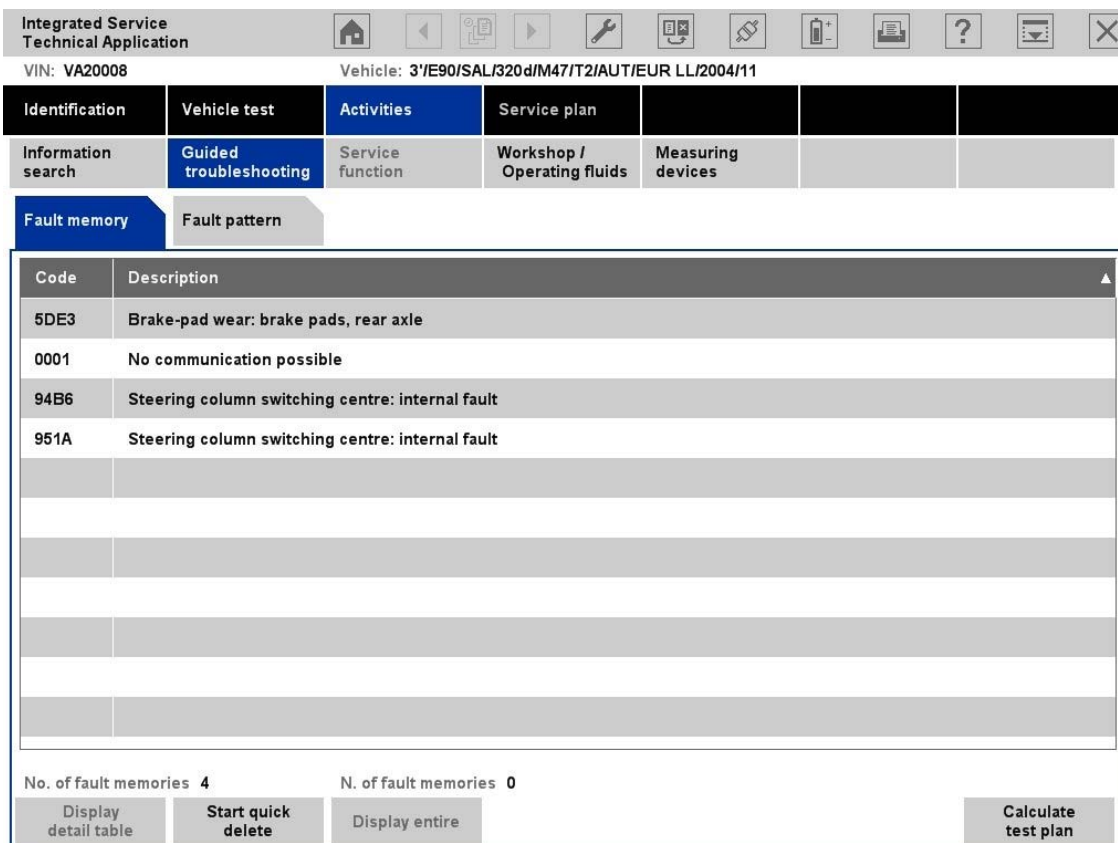 Integrated Service
Technical Application
VIN: VA20008 Vehicle: 3'/E90/SAL/320d/M47/T2/AUT/EUR LL/2004/11
Identification Vehicle test Activities Service plan
Information search Guided troubleshooting Service function Workshop / Operating fluids Measuring devices
Fault memory Fault pattern
Code Description
5DE3 Brake-pad wear: brake pads, rear axle
0001 No communication possible
94B6 Steering column switching centre: internal fault
951A Steering column switching centre: internal fault
No. of fault memories 4 N. of fault memories 0
Display detail table Start quick delete Display entire Calculate test plan